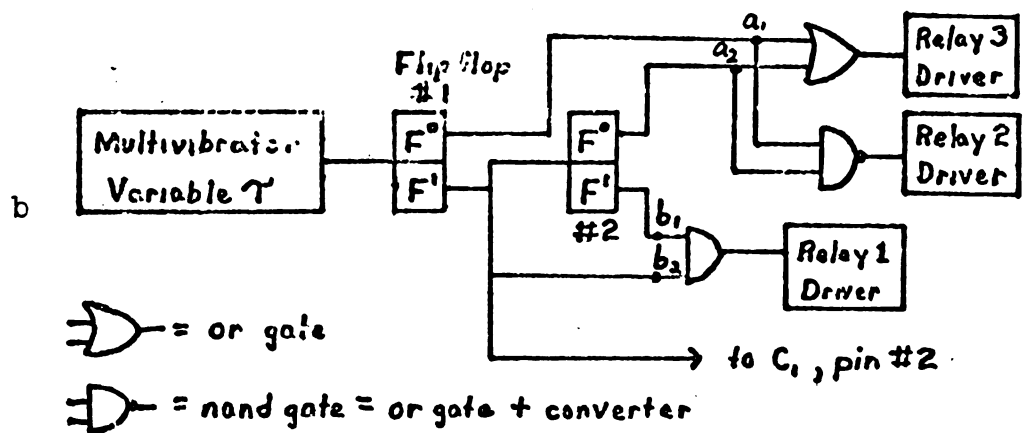 Flip flop
#1
a₁
a₂
Relay 3
Driver
Multivibrator
Variable τ
F⁰
F¹
F⁰
F¹
#2
Relay 2
Driver
b
b₁
b₂
Relay 1
Driver
= or gate
to C₁, pin #2
= nand gate = or gate + converter